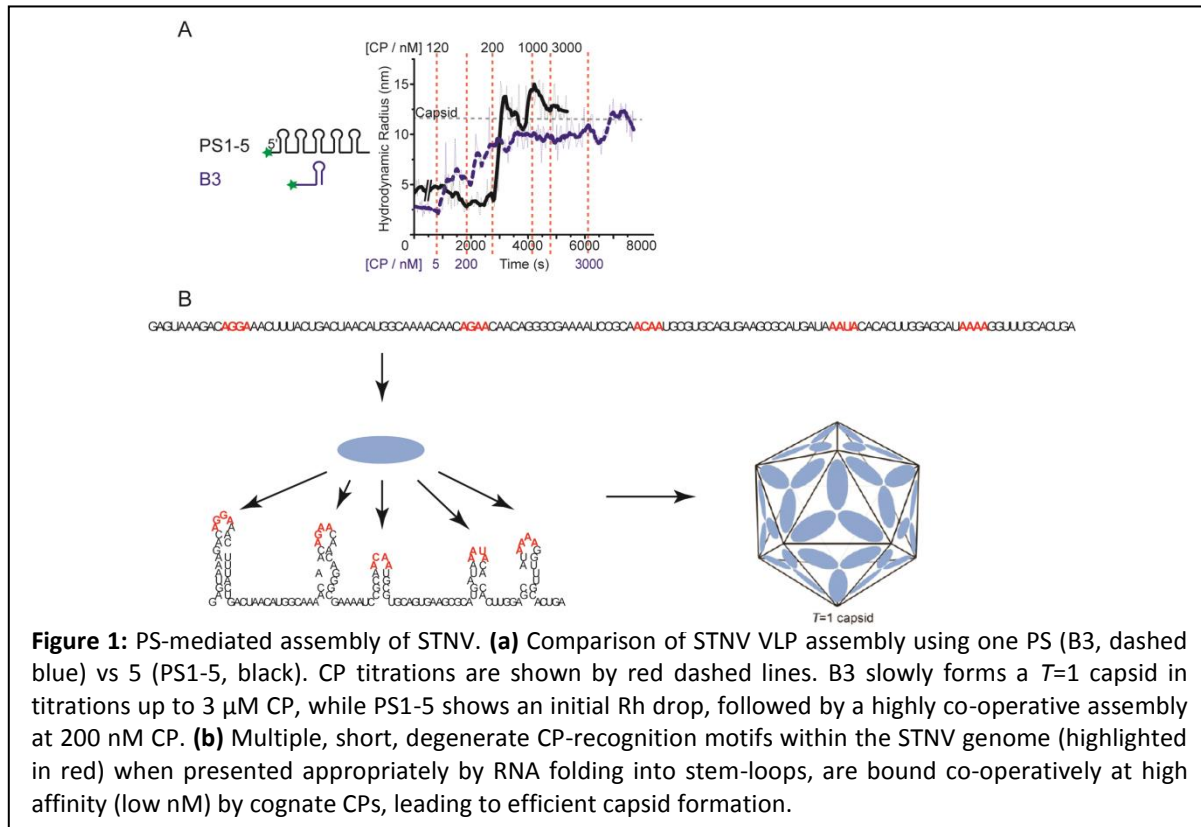 A
[CP / nM] 120 200 1000 3000
Hydrodynamic Radius (nm)
15
10
5
Capsid
PS1-5
5'
B3
0 2000 4000 6000 8000
[CP / nM] 5 200 Time (s) 3000
B
GAGUAAAGACAGGAAACUUUACUGACUAACAUGGCAAAACAACAGAACAACAGGGCGAAAAUCCGCAACAAUGCGUGCAGUGAAGCGCAUGAUAAAUACACACUUGGAGCAUAAAAGGUUUGCACUGA
T=1 capsid
Figure 1: PS-mediated assembly of STNV. (a) Comparison of STNV VLP assembly using one PS (B3, dashed
blue) vs 5 (PS1-5, black). CP titrations are shown by red dashed lines. B3 slowly forms a T=1 capsid in
titrations up to 3 µM CP, while PS1-5 shows an initial Rh drop, followed by a highly co-operative assembly
at 200 nM CP. (b) Multiple, short, degenerate CP-recognition motifs within the STNV genome (highlighted
in red) when presented appropriately by RNA folding into stem-loops, are bound co-operatively at high
affinity (low nM) by cognate CPs, leading to efficient capsid formation.